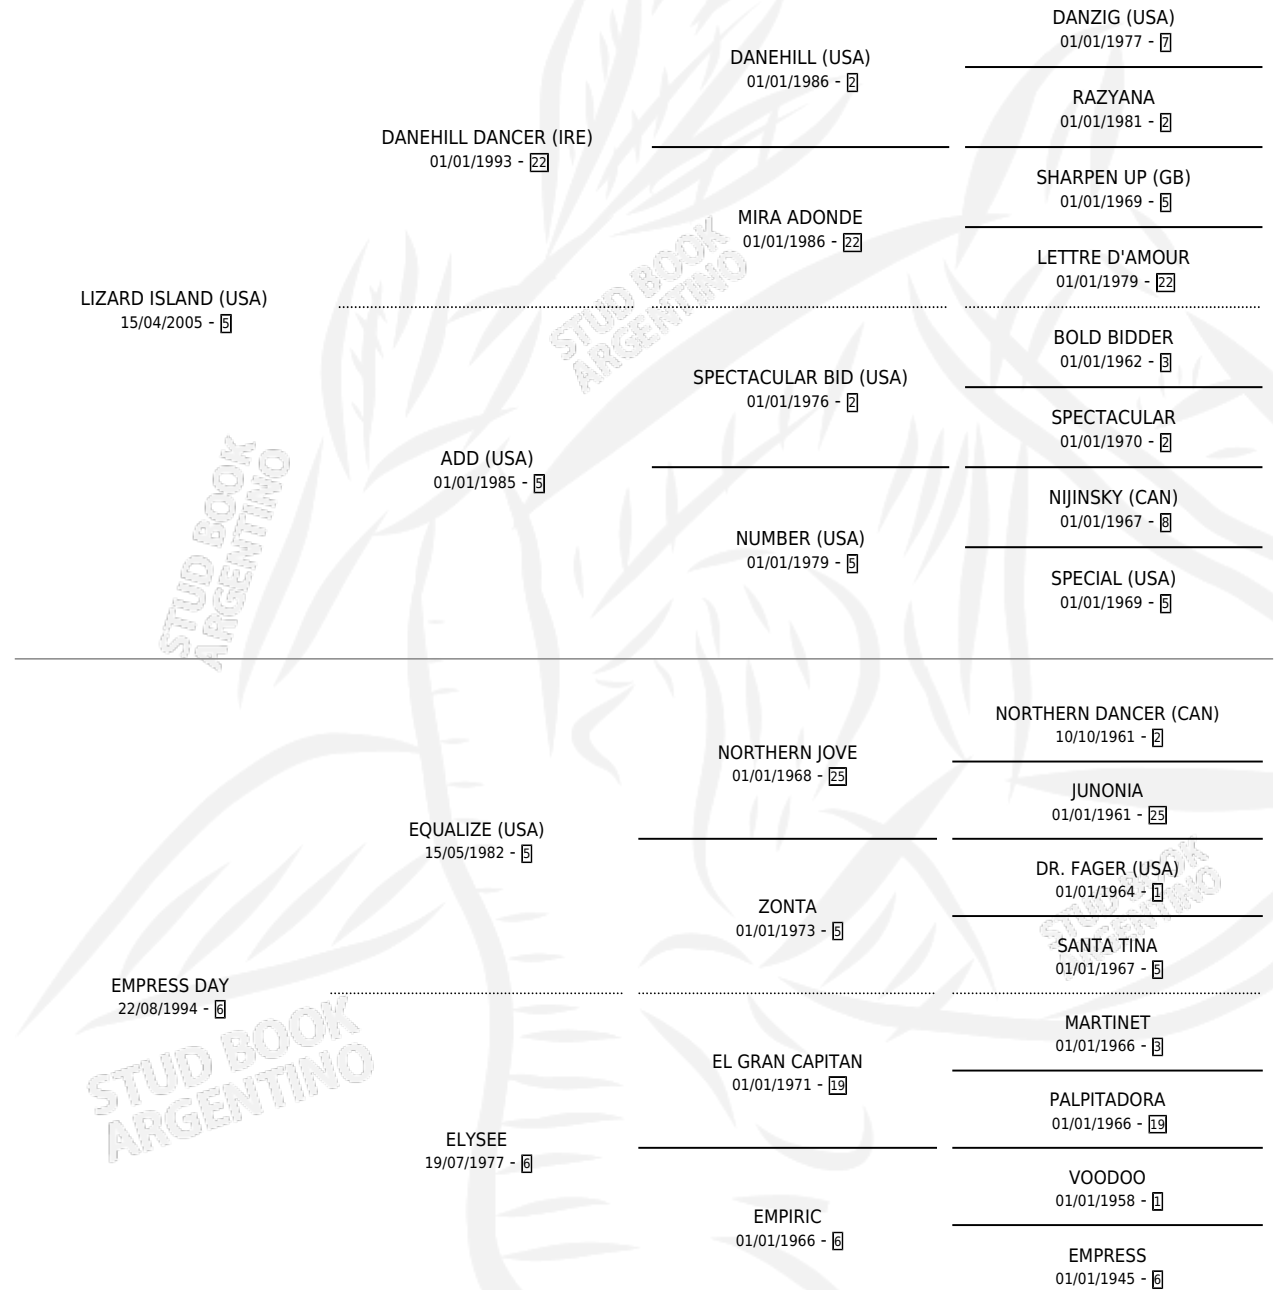 DANZIG (USA)
01/01/1977 - 7
DANEHILL (USA)
01/01/1986 - 2
RAZYANA
01/01/1981 - 2
DANEHILL DANCER (IRE)
01/01/1993 - 22
SHARPEN UP (GB)
01/01/1969 - 5
MIRA ADONDE
01/01/1986 - 22
LETTRE D'AMOUR
01/01/1979 - 22
LIZARD ISLAND (USA)
15/04/2005 - 5
BOLD BIDDER
01/01/1962 - 3
SPECTACULAR BID (USA)
01/01/1976 - 2
SPECTACULAR
01/01/1970 - 2
ADD (USA)
01/01/1985 - 5
NIJINSKY (CAN)
01/01/1967 - 8
NUMBER (USA)
01/01/1979 - 5
SPECIAL (USA)
01/01/1969 - 5
NORTHERN DANCER (CAN)
10/10/1961 - 2
NORTHERN JOVE
01/01/1968 - 25
JUNONIA
01/01/1961 - 25
EQUALIZE (USA)
15/05/1982 - 5
DR. FAGER (USA)
01/01/1964 - 1
ZONTA
01/01/1973 - 5
SANTA TINA
01/01/1967 - 5
EMPRESS DAY
22/08/1994 - 6
MARTINET
01/01/1966 - 3
EL GRAN CAPITAN
01/01/1971 - 19
PALPITADORA
01/01/1966 - 19
ELYSEE
19/07/1977 - 6
VOODOO
01/01/1958 - 1
EMPIRIC
01/01/1966 - 6
EMPRESS
01/01/1945 - 6
STUD BOOK
ARGENTINO
STUD BOOK
ARGENTINO
STUD BOOK
ARGENTINO
STUD BOOK
ARGENTINO